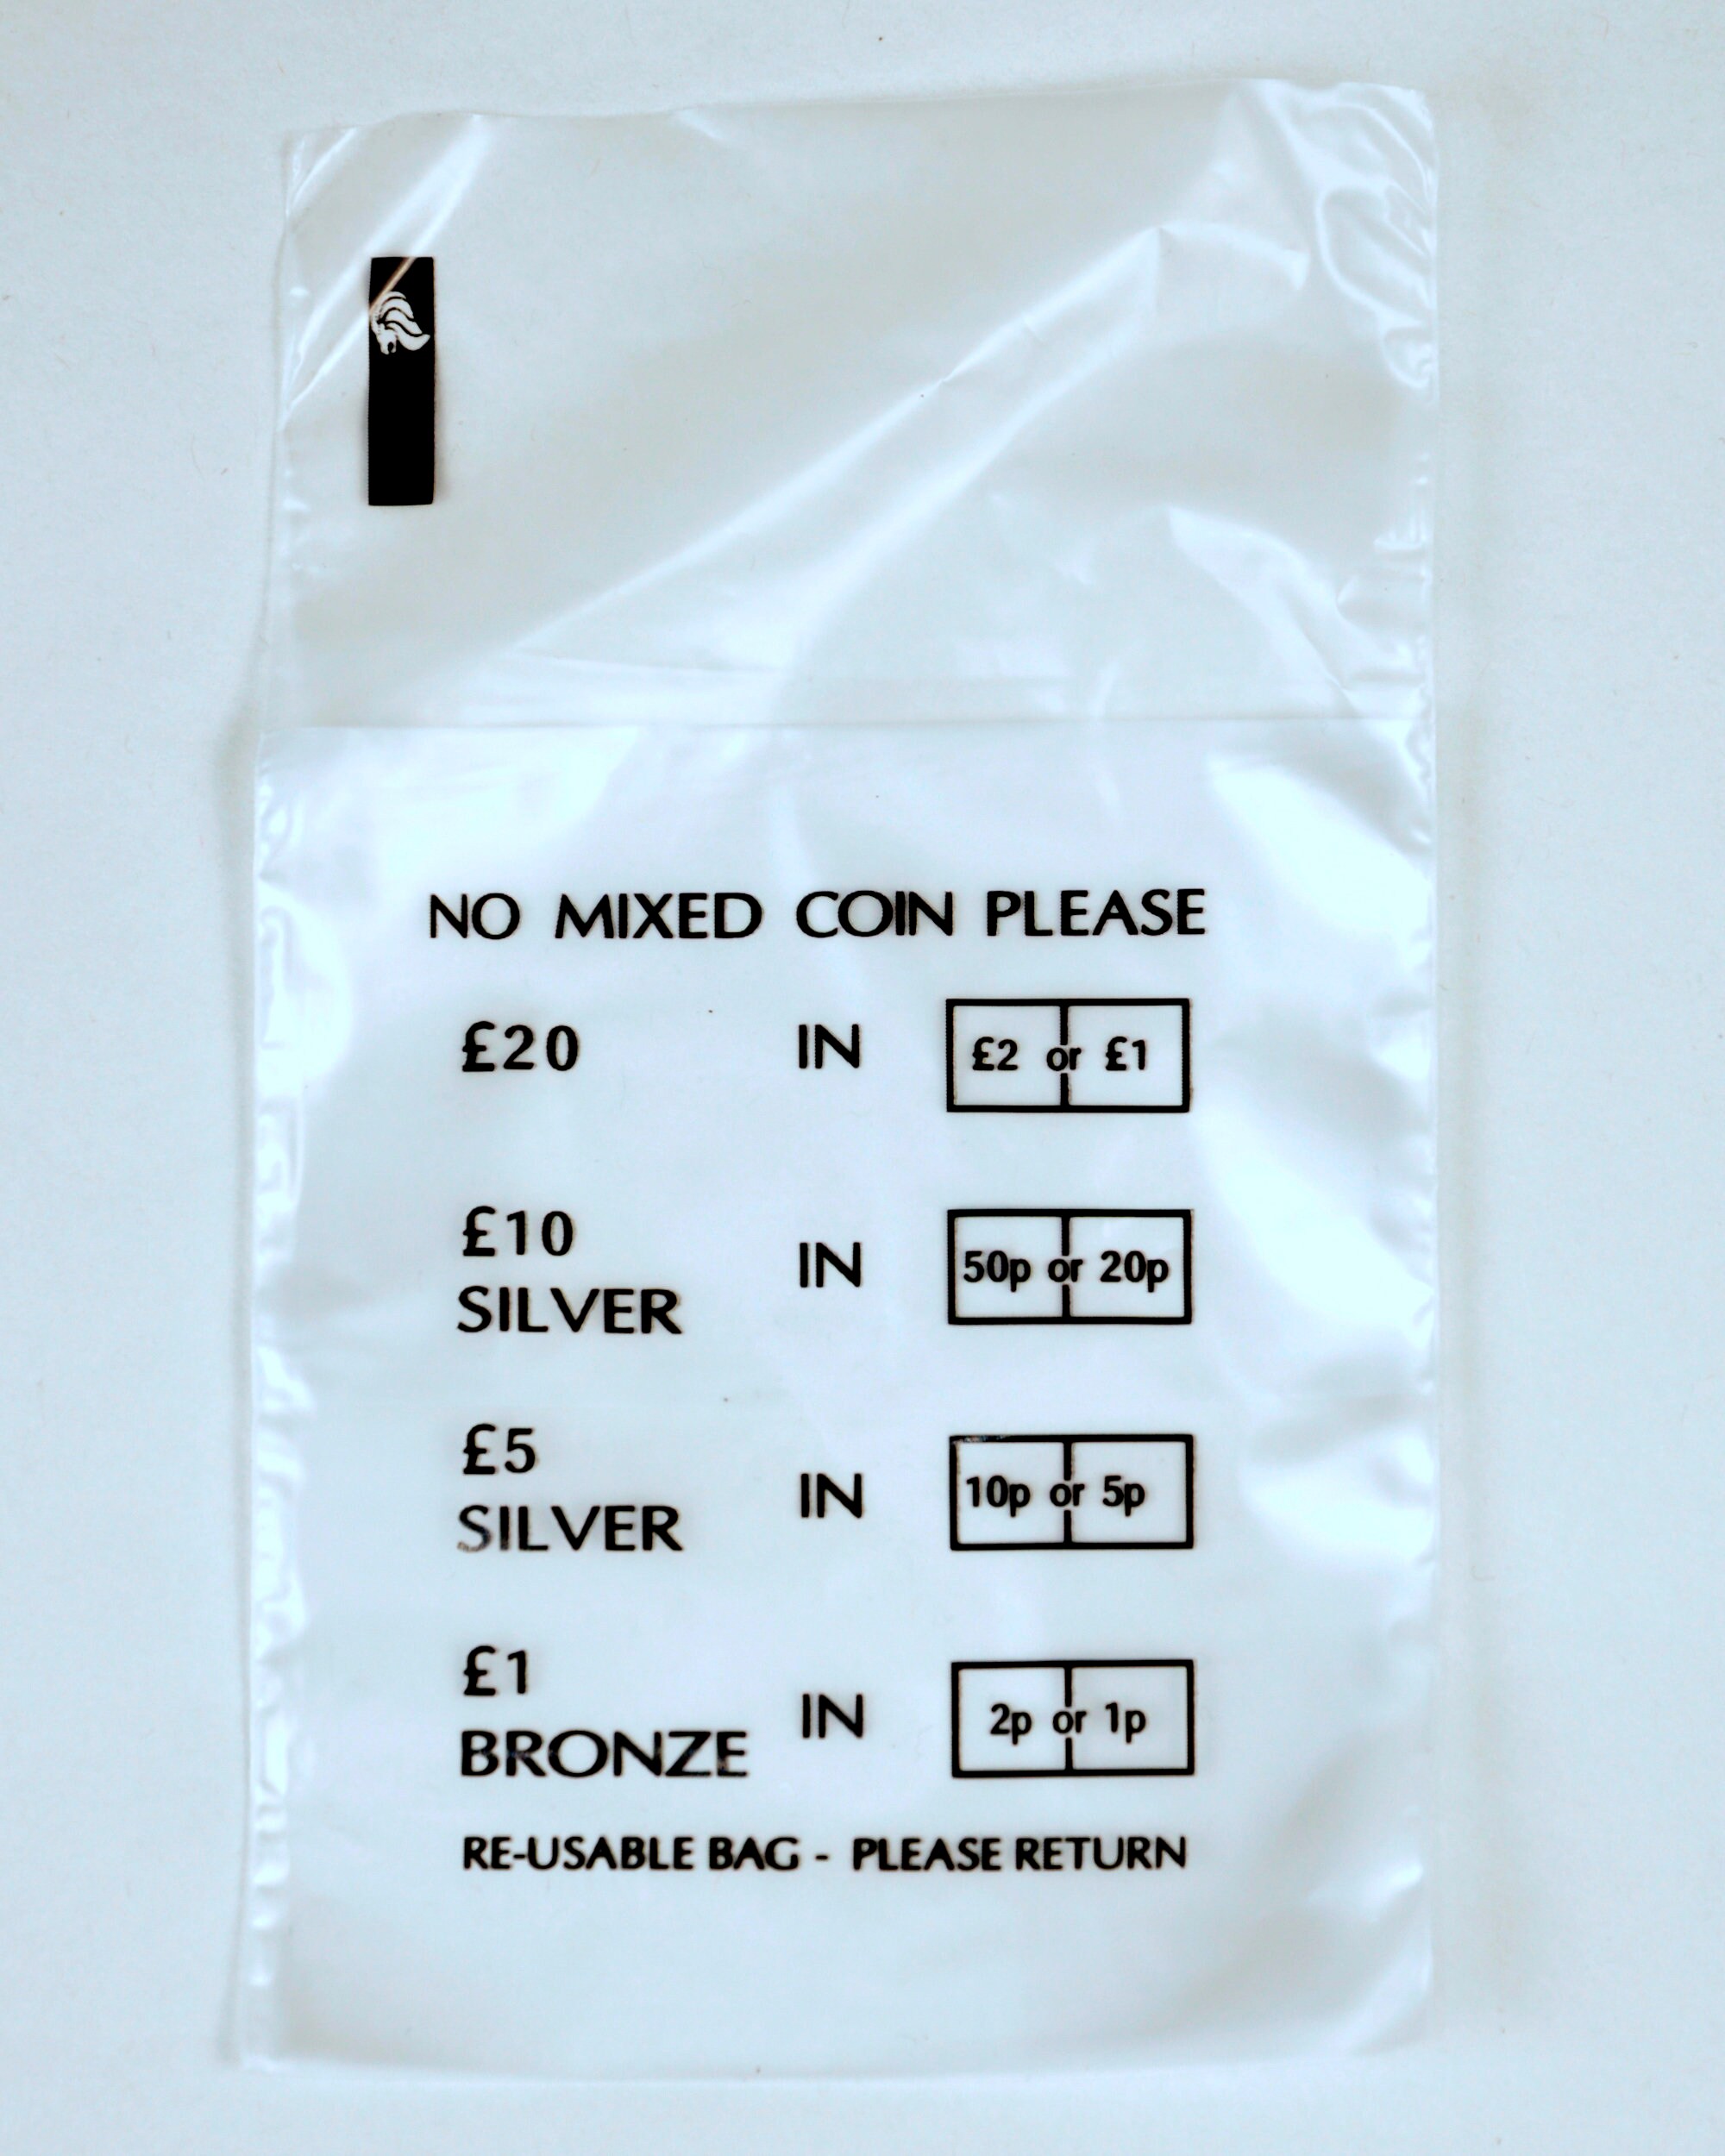 NO MIXED COIN PLEASE
£20 IN £2 or £1
£10
SILVER IN 50p or 20p
£5
SILVER IN 10p or 5p
£1
BRONZE IN 2p or 1p
RE-USABLE BAG - PLEASE RETURN